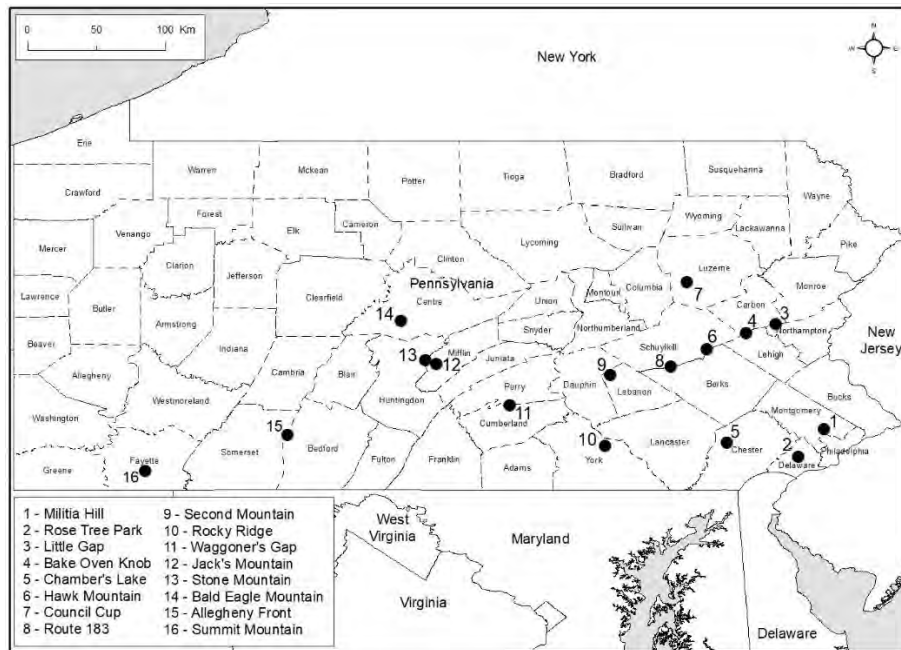 0 50 100 Km
New York
N
W E
S
Erie
Crawford
Warren
Mckean
Potter
Tioga
Bradford
Susquehanna
Wayne
Forest
Elk
Cameron
Wyoming
Lackawanna
Sullivan
Pike
Mercer
Venango
Clarion
Jefferson
Clinton
Lycoming
Luzerne
7
Monroe
Lawrence
Butler
Clearfield
Pennsylvania
Centre
14
Union
Montour
Columbia
Carbon
3
4
Northampton
New
Jersey
Beaver
Armstrong
Indiana
Snyder
Northumberland
Schuylkill
6
Lehigh
13
Mifflin
12
Juniata
8
Allegheny
Cambria
Blair
Huntingdon
Perry
Dauphin
9
Lebanon
Berks
Bucks
Washington
Westmoreland
11
Cumberland
Montgomery
1
15
Somerset
Bedford
10
York
Lancaster
5
Chester
2
Delaware
Philadelphia
Greene
Fayette
16
Fulton
Franklin
Adams
1 - Militia Hill
2 - Rose Tree Park
3 - Little Gap
4 - Bake Oven Knob
5 - Chamber's Lake
6 - Hawk Mountain
7 - Council Cup
8 - Route 183
9 - Second Mountain
10 - Rocky Ridge
11 - Waggoner's Gap
12 - Jack's Mountain
13 - Stone Mountain
14 - Bald Eagle Mountain
15 - Allegheny Front
16 - Summit Mountain
West
Virginia
Maryland
Virginia
Delaware